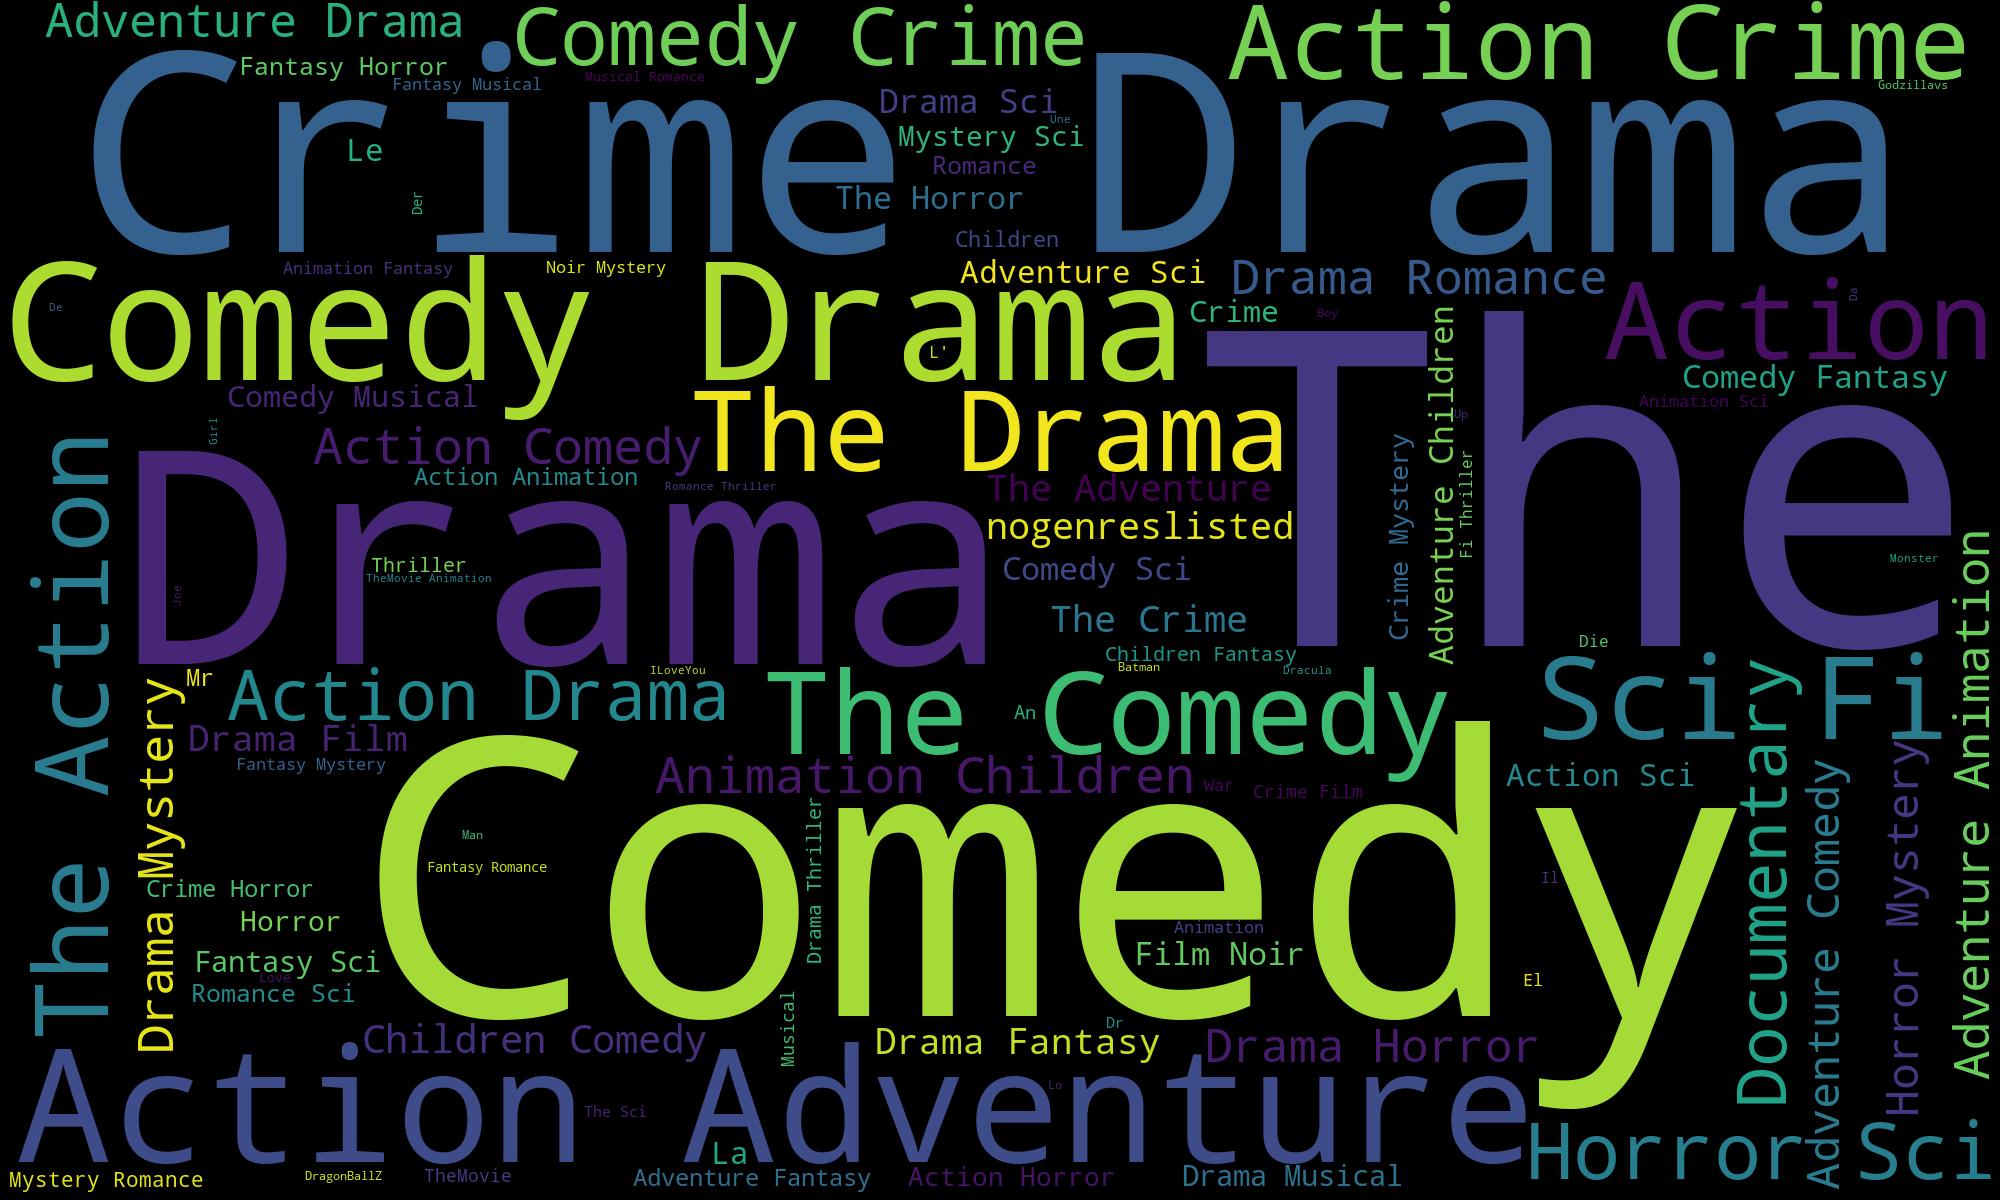 Adventure Drama
Comedy Crime
Action Crime
Fantasy Horror
Fantasy Musical
Musical Romance
Godzillavs
Crime Drama
Drama Sci
Une
Mystery Sci
Le
Romance
Der
The Horror
Children
Animation Fantasy
Noir Mystery
Adventure Sci
Drama Romance
Action
Da
De
Comedy Drama
Crime
Boy
L'
The
Adventure Children
Comedy Fantasy
Comedy Musical
Animation Sci
The Drama
Up
Girl
Action Comedy
Action Animation
Romance Thriller
The Adventure
Crime Mystery
Fi Thriller
The Action
Drama
nogenreslisted
Thriller
TheMovie Animation
Comedy Sci
Monster
Joe
The Crime
Die
Children Fantasy
Adventure Animation
Mr
Action Drama
ILoveYou
The Comedy
Batman
Dracula
An
Sci Fi
Documentary
Drama Mystery
Drama Film
Fantasy Mystery
Animation Children
War
Crime Film
Action Sci
Adventure Comedy
Horror Mystery
Comedy
Man
Fantasy Romance
Drama Thriller
Il
Crime Horror
Horror
Animation
Film Noir
Fantasy Sci
Love
Romance Sci
El
Musical
Children Comedy
Dr
Drama Fantasy
Drama Horror
Action Adventure
Lo
The Sci
La
Horror Sci
Mystery Romance
DragonBallZ
TheMovie
Adventure Fantasy
Action Horror
Drama Musical